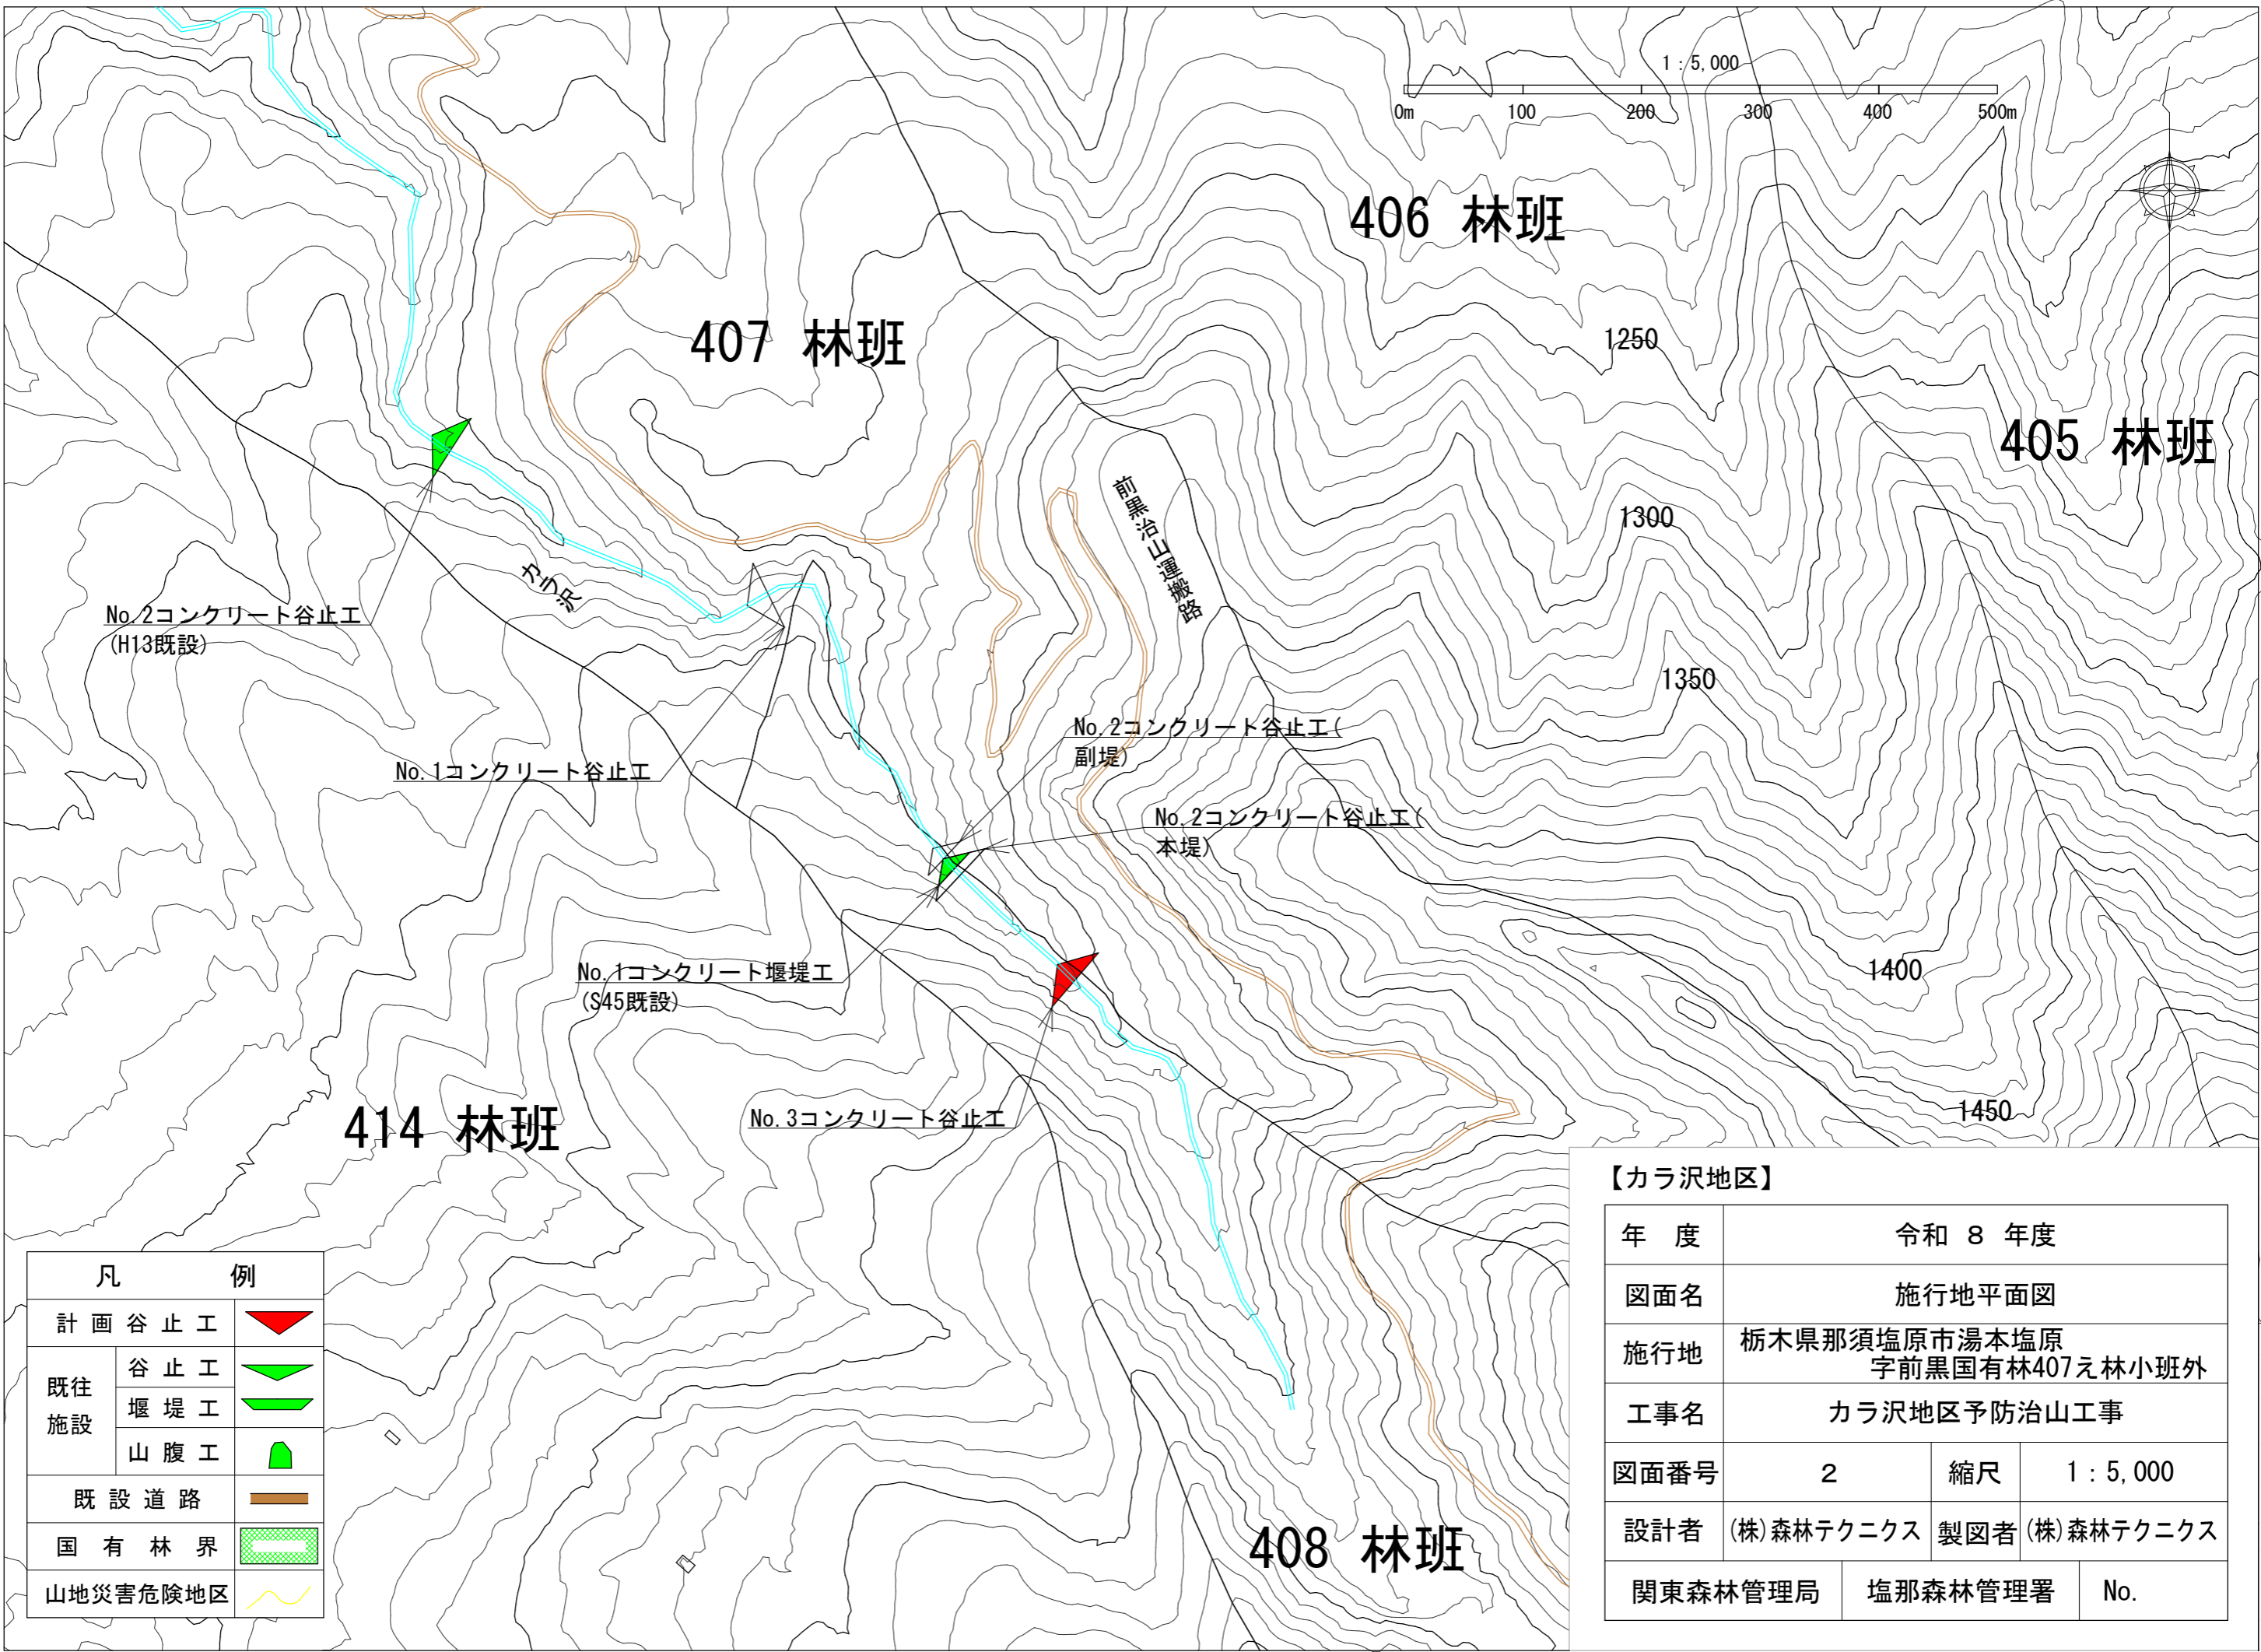 1:5,000
0m 100 200 300 400 500m
406 林班
407 林班
405 林班
1250
1300
1350
1400
1450
前黒治山運搬路
カラ沢
No.2コンクリート谷止工
(H13既設)
No.1コンクリート谷止工
No.2コンクリート谷止工(
副堤)
No.2コンクリート谷止工(
本堤)
No.1コンクリート堰堤工
(S45既設)
No.3コンクリート谷止工
414 林班
408 林班
凡 例
計画谷止工
既往
施設
谷止工
堰堤工
山腹工
既設道路
国有林界
山地災害危険地区
【カラ沢地区】
年 度 令和 8 年度
図面名 施行地平面図
施行地 栃木県那須塩原市湯本塩原
字前黒国有林407え林小班外
工事名 カラ沢地区予防治山工事
図面番号 2 縮尺 1:5,000
設計者 (株)森林テクニクス 製図者 (株)森林テクニクス
関東森林管理局 塩那森林管理署 No.